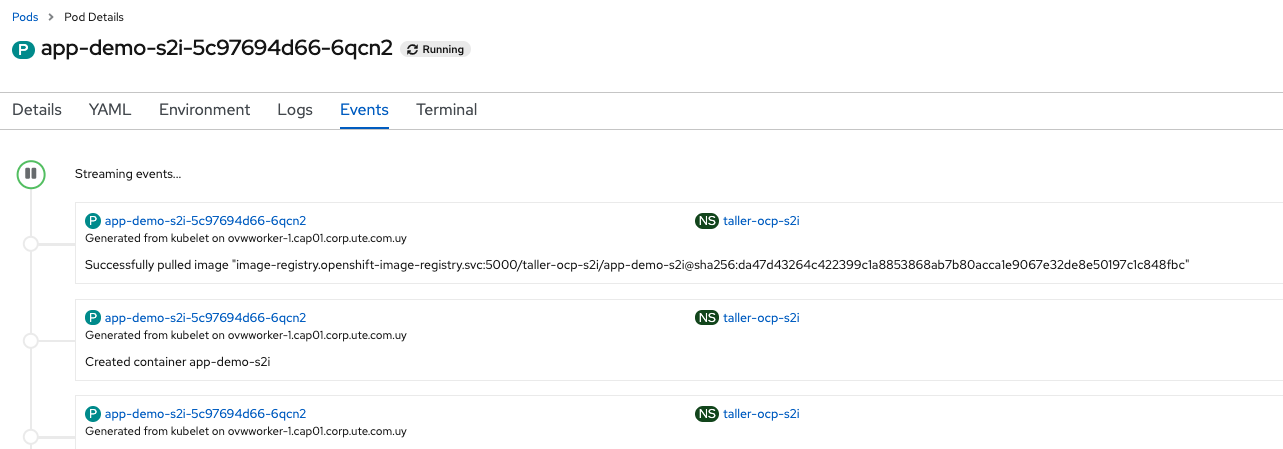 Pods > Pod Details
P app-demo-s2i-5c97694d66-6qcn2 Running
Details YAML Environment Logs Events Terminal
Streaming events...
P app-demo-s2i-5c97694d66-6qcn2 NS taller-ocp-s2i
Generated from kubelet on ovwworker-1.cap01.corp.ute.com.uy
Successfully pulled image "image-registry.openshift-image-registry.svc:5000/taller-ocp-s2i/app-demo-s2i@sha256:da47d43264c422399c1a8853868ab7b80acca1e9067e32de8e50197c1c848fbc"
P app-demo-s2i-5c97694d66-6qcn2 NS taller-ocp-s2i
Generated from kubelet on ovwworker-1.cap01.corp.ute.com.uy
Created container app-demo-s2i
P app-demo-s2i-5c97694d66-6qcn2 NS taller-ocp-s2i
Generated from kubelet on ovwworker-1.cap01.corp.ute.com.uy